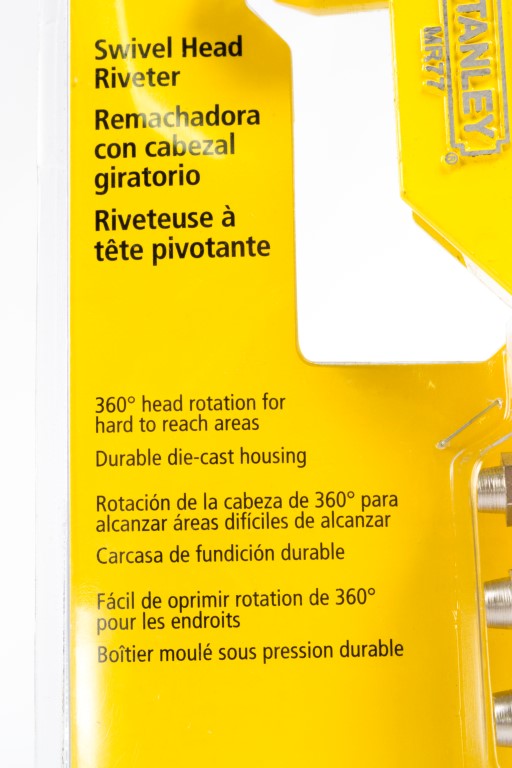 Swivel Head
Riveter
Remachadora
con cabezal
giratorio
Riveteuse à
tête pivotante
360° head rotation for
hard to reach areas
Durable die-cast housing
Rotación de la cabeza de 360° para
alcanzar áreas difíciles de alcanzar
Carcasa de fundición durable
Fácil de oprimir rotation de 360°
pour les endroits
Boîtier moulé sous pression durable
STANLEY®
MR77